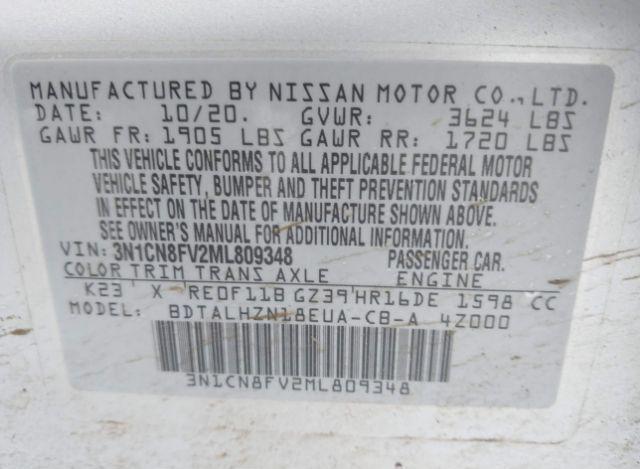 MANUFACTURED BY NISSAN MOTOR CO., LTD.
DATE: 10/20. GVWR: 3624 LBS
GAWR FR: 1905 LBS GAWR RR: 1720 LBS
THIS VEHICLE CONFORMS TO ALL APPLICABLE FEDERAL MOTOR
VEHICLE SAFETY, BUMPER AND THEFT PREVENTION STANDARDS
IN EFFECT ON THE DATE OF MANUFACTURE SHOWN ABOVE.
SEE OWNER'S MANUAL FOR ADDITIONAL INFORMATION.
VIN: 3N1CN8FV2ML809348 PASSENGER CAR.
COLOR TRIM TRANS AXLE ENGINE
K23 X RE0F11B GZ39 HR16DE 1598 CC
MODEL: BDTALHZN18EUA-CB-A 4Z000
3N1CN8FV2ML809348